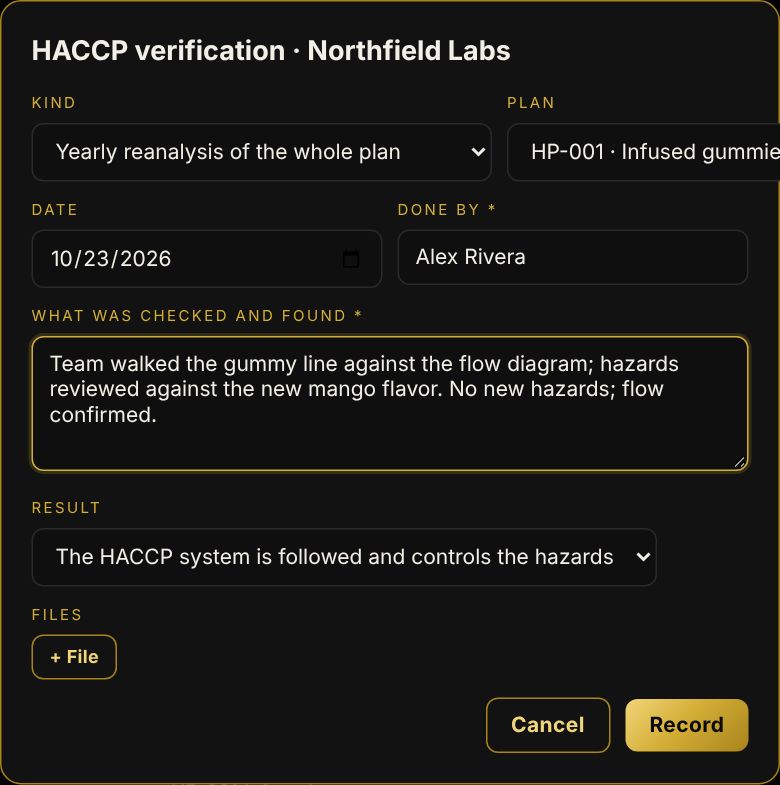 HACCP verification · Northfield Labs
KIND
PLAN
Yearly reanalysis of the whole plan
HP-001 · Infused gummie
DATE
DONE BY *
10/23/2026
Alex Rivera
WHAT WAS CHECKED AND FOUND *
Team walked the gummy line against the flow diagram; hazards
reviewed against the new mango flavor. No new hazards; flow
confirmed.
RESULT
The HACCP system is followed and controls the hazards
FILES
+ File
Cancel
Record